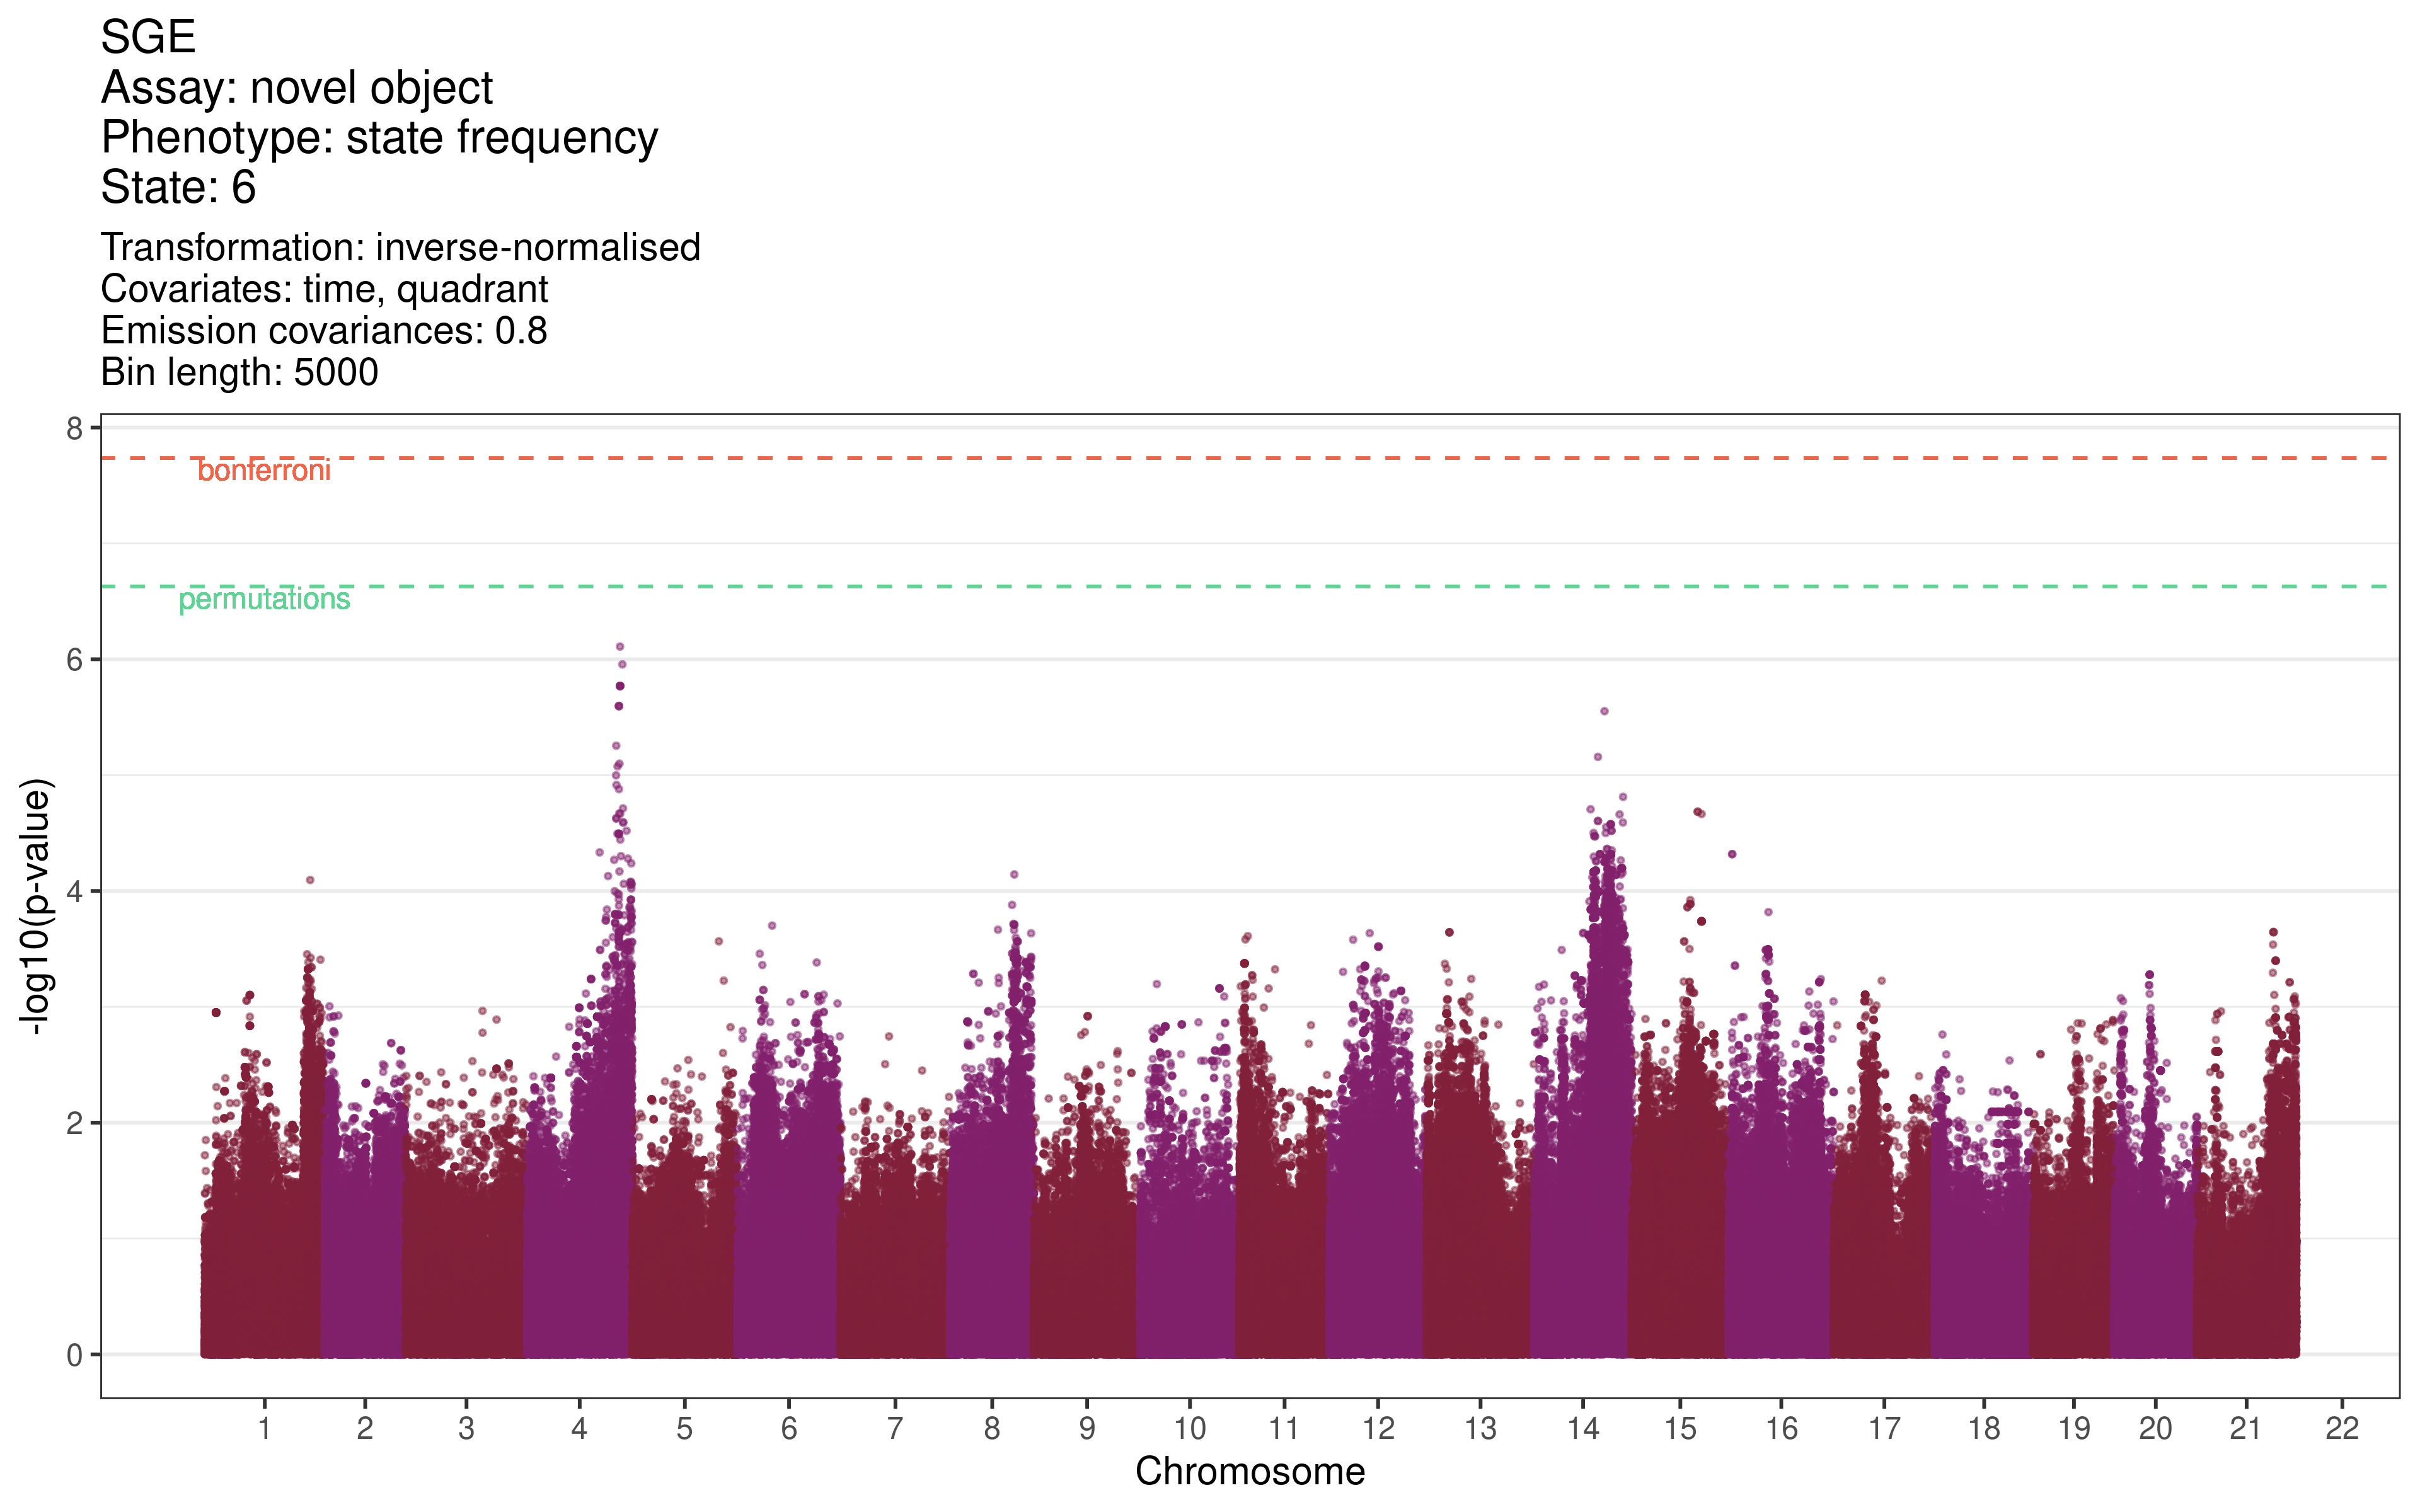 SGE
Assay: novel object
Phenotype: state frequency
State: 6
Transformation: inverse-normalised
Covariates: time, quadrant
Emission covariances: 0.8
Bin length: 5000
8
bonferroni
permutations
6
4
2
0
-log10(p-value)
1 2 3 4 5 6 7 8 9 10 11 12 13 14 15 16 17 18 19 20 21 22
Chromosome